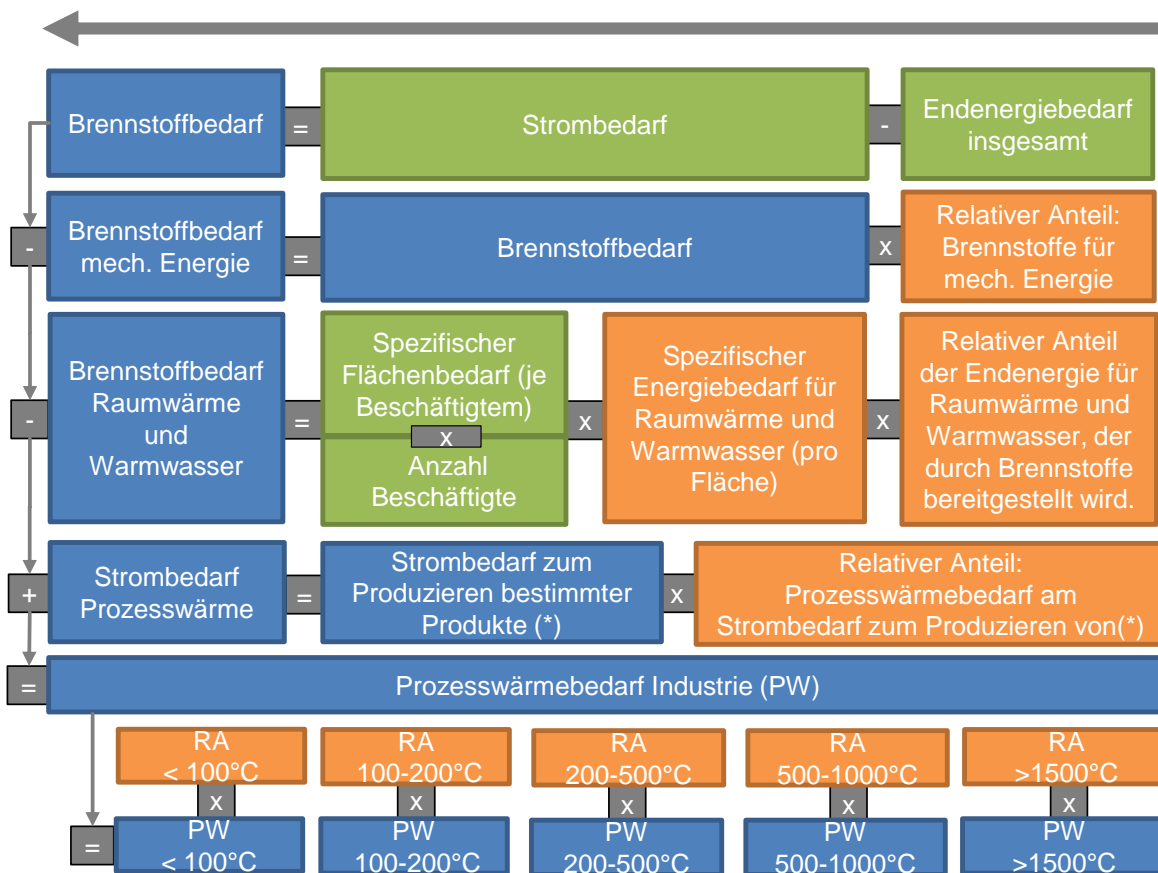 Brennstoffbedarf
=
Strombedarf
-
Endenergiebedarf
insgesamt
-
Brennstoffbedarf
mech. Energie
=
Brennstoffbedarf
x
Relativer Anteil:
Brennstoffe für
mech. Energie
-
Brennstoffbedarf
Raumwärme
und
Warmwasser
=
Spezifischer
Flächenbedarf (je
Beschäftigtem)
x
Anzahl
Beschäftigte
x
Spezifischer
Energiebedarf für
Raumwärme und
Warmwasser (pro
Fläche)
x
Relativer Anteil
der Endenergie für
Raumwärme und
Warmwasser, der
durch Brennstoffe
bereitgestellt wird.
+
Strombedarf
Prozesswärme
=
Strombedarf zum
Produzieren bestimmter
Produkte (*)
x
Relativer Anteil:
Prozesswärmebedarf am
Strombedarf zum Produzieren von(*)
=
Prozesswärmebedarf Industrie (PW)
RA
< 100°C
RA
100-200°C
RA
200-500°C
RA
500-1000°C
RA
>1500°C
x
x
x
x
x
=
PW
< 100°C
PW
100-200°C
PW
200-500°C
PW
500-1000°C
PW
>1500°C